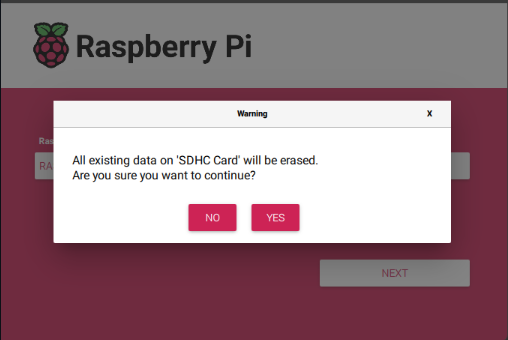 Raspberry Pi
Warning
X
Ras
RA
All existing data on 'SDHC Card' will be erased.
Are you sure you want to continue?
NO
YES
NEXT